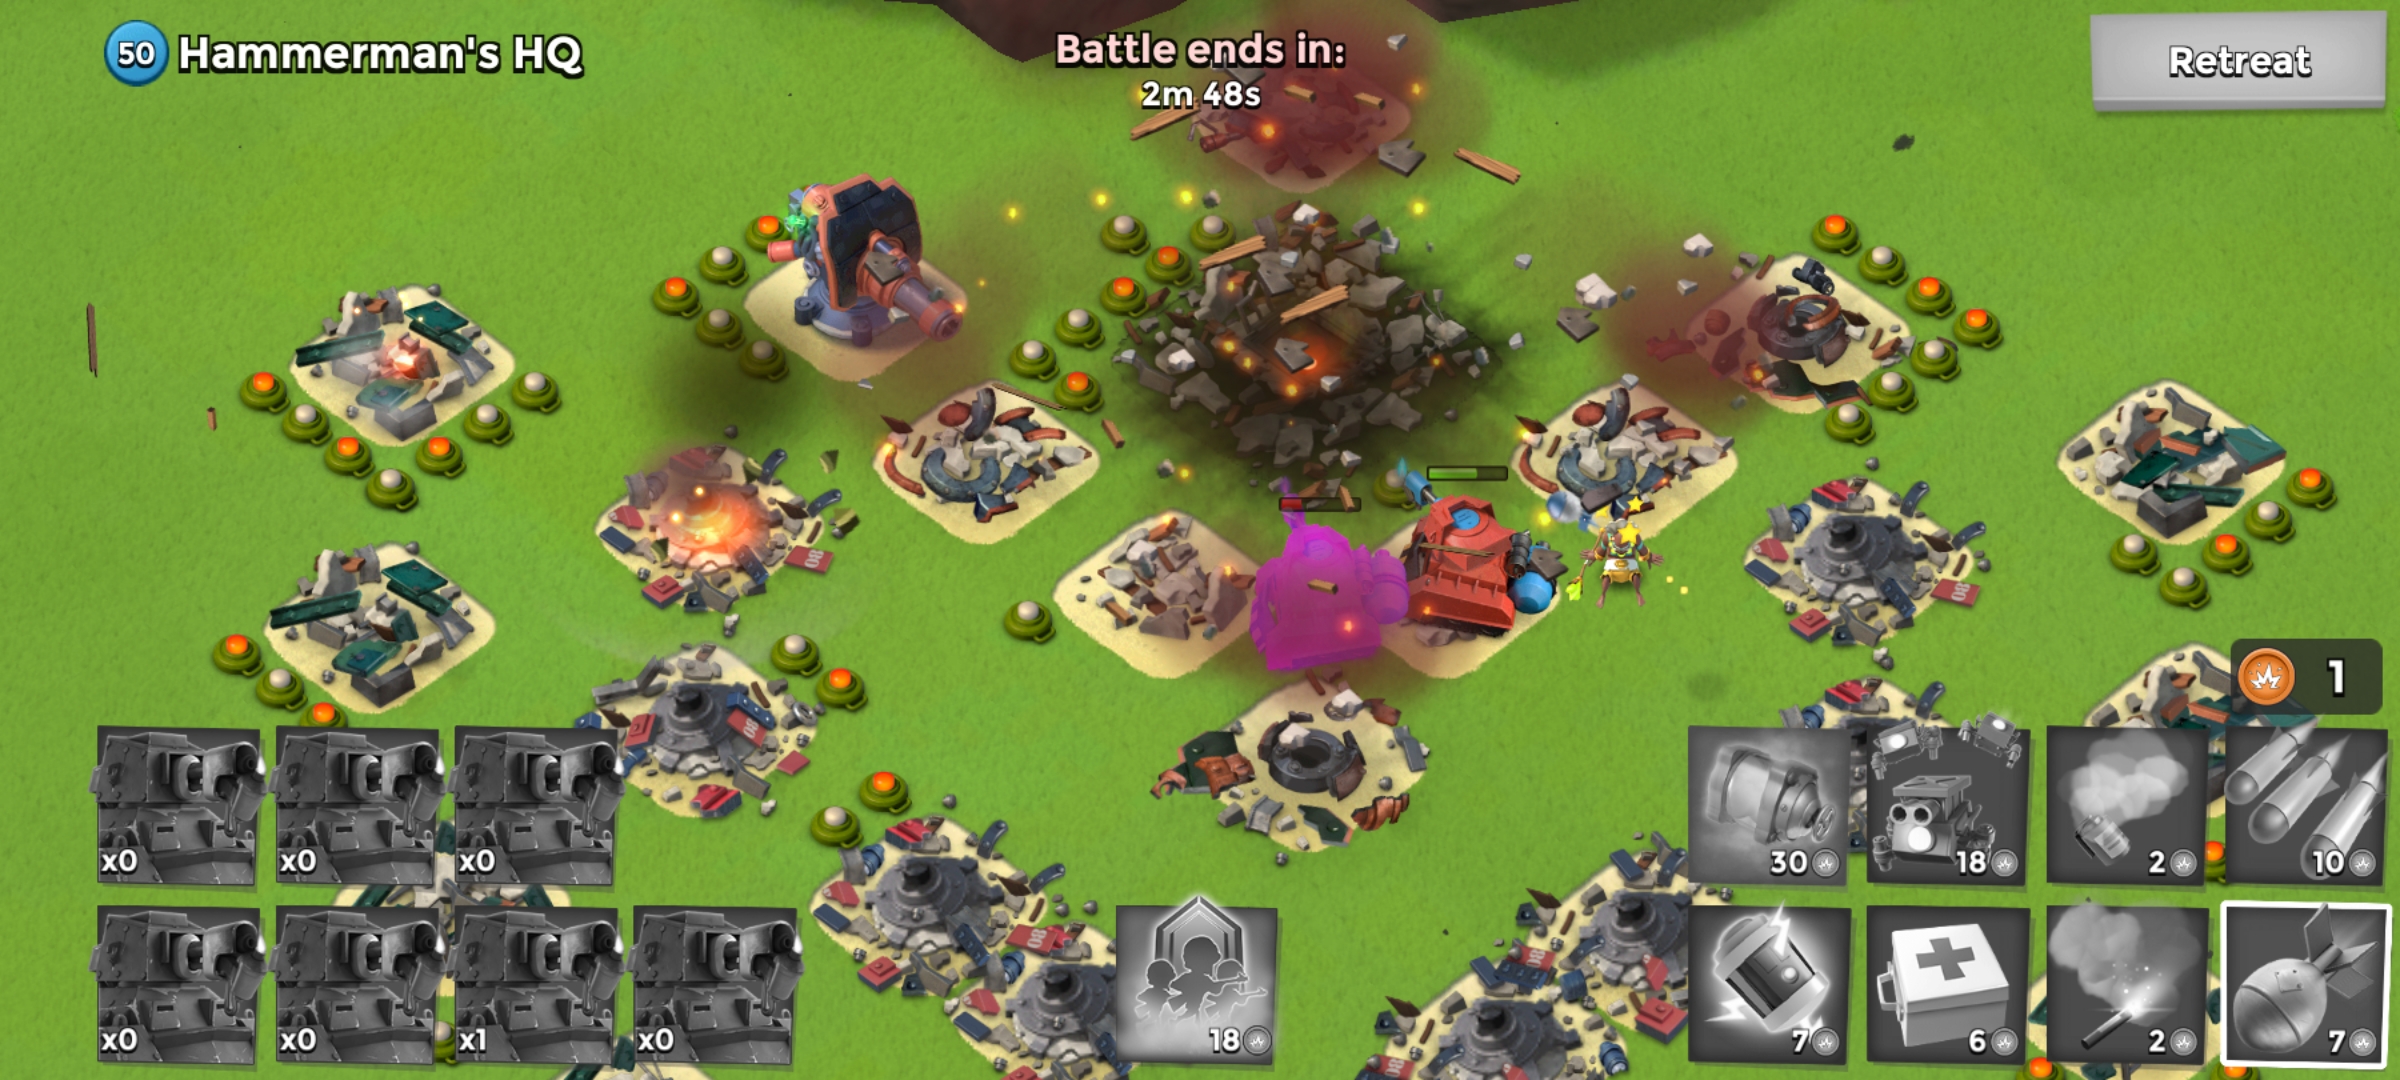 50 Hammerman's HQ
Battle ends in:
2m 48s
Retreat
1
x0
x0
x0
30
18
2
10
x0
x0
x1
x0
18
7
6
2
7